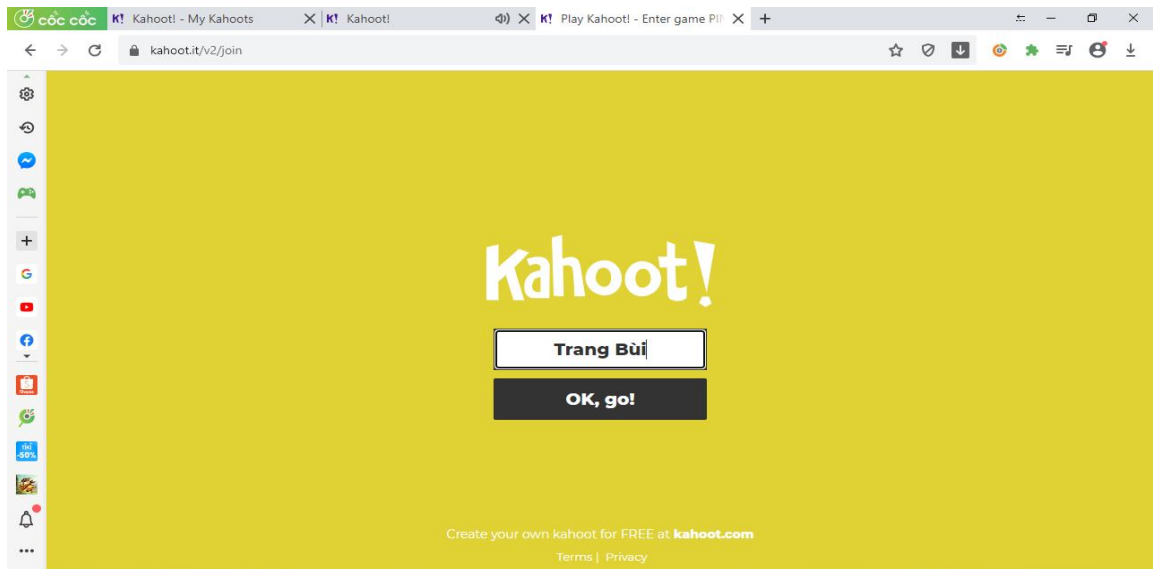 cốc cốc
K! Kahoot! - My Kahoots
K! Kahoot!
K! Play Kahoot! - Enter game PI
kahoot.it/v2/join
Kahoot!
Trang Bùi
OK, go!
-50%
Create your own kahoot for FREE at kahoot.com
Terms | Privacy